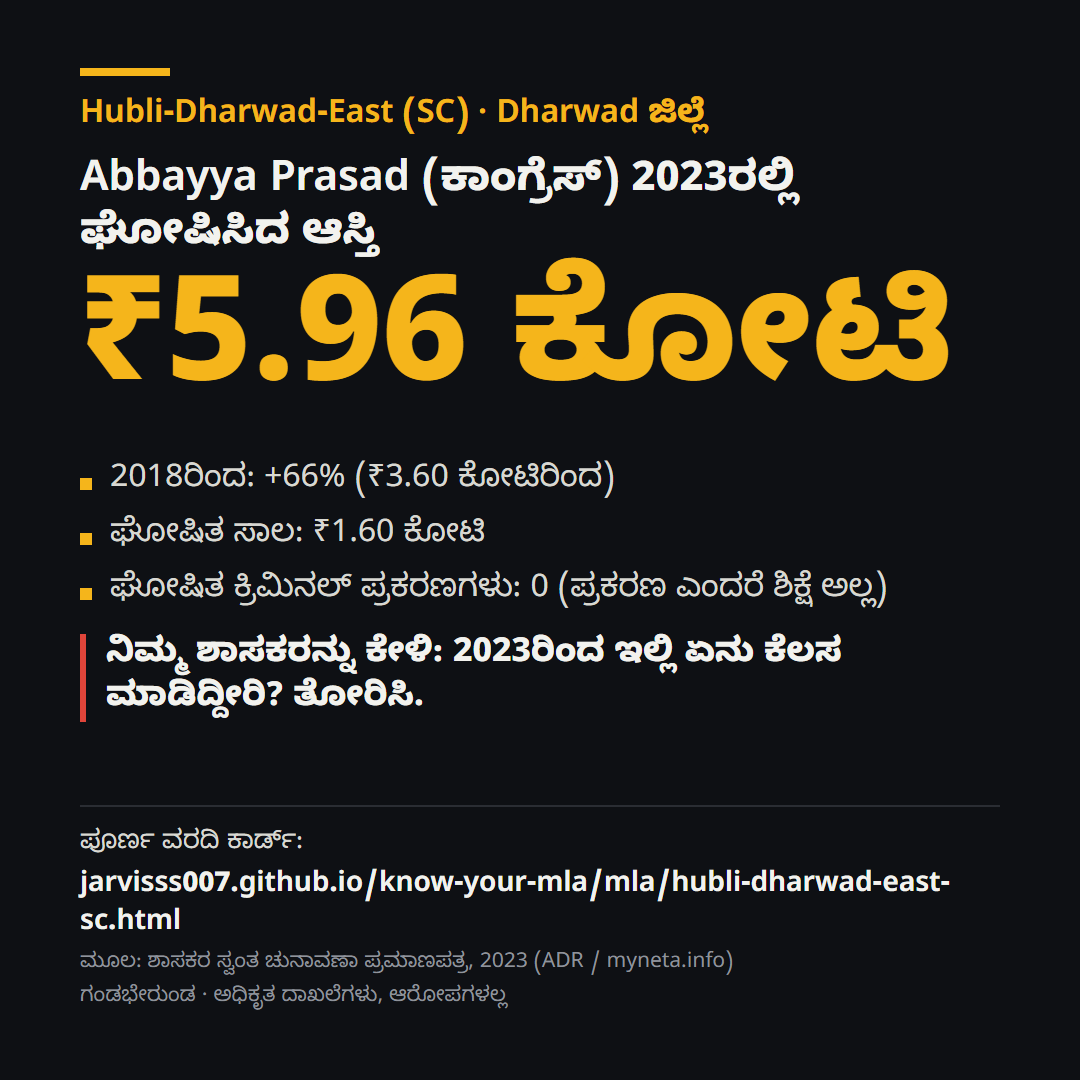 Hubli-Dharwad-East (SC) · Dharwad ಜಿಲ್ಲೆ
Abbayya Prasad (ಕಾಂಗ್ರೆಸ್) 2023ರಲ್ಲಿ
ಘೋಷಿಸಿದ ಆಸ್ತಿ
₹5.96 ಕೋಟಿ
2018ರಿಂದ: +66% (₹3.60 ಕೋಟಿರಿಂದ)
ಘೋಷಿತ ಸಾಲ: ₹1.60 ಕೋಟಿ
ಘೋಷಿತ ಕ್ರಿಮಿನಲ್ ಪ್ರಕರಣಗಳು: 0 (ಪ್ರಕರಣ ಎಂದರೆ ಶಿಕ್ಷೆ ಅಲ್ಲ)
ನಿಮ್ಮ ಶಾಸಕರನ್ನು ಕೇಳಿ: 2023ರಿಂದ ಇಲ್ಲಿ ಏನು ಕೆಲಸ
ಮಾಡಿದ್ದೀರಿ? ತೋರಿಸಿ.
ಪೂರ್ಣ ವರದಿ ಕಾರ್ಡ್:
jarvisss007.github.io/know-your-mla/mla/hubli-dharwad-east-
sc.html
ಮೂಲ: ಶಾಸಕರ ಸ್ವಂತ ಚುನಾವಣಾ ಪ್ರಮಾಣಪತ್ರ, 2023 (ADR / myneta.info)
ಗಂಡಭೇರುಂಡ · ಅಧಿಕೃತ ದಾಖಲೆಗಳು, ಆರೋಪಗಳಲ್ಲ